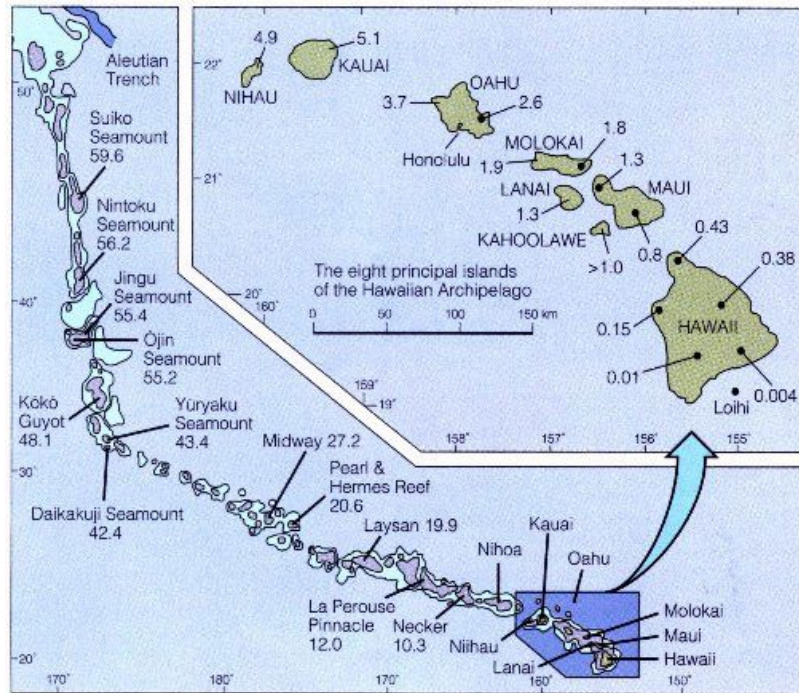 Aleutian
Trench
50°
Suiko
Seamount
59.6
Nintoku
Seamount
56.2
Jingu
Seamount
55.4
40°
Ōjin
Seamount
55.2
Kōkō
Guyot
48.1
Yūryaku
Seamount
43.4
30°
Daikakuji Seamount
42.4
Midway 27.2
Pearl &
Hermes Reef
20.6
Laysan 19.9
La Perouse
Pinnacle
12.0
Necker
10.3
Nihoa
Niihau
Kauai
Oahu
Molokai
Maui
Lanai
Hawaii
20°
170°
180°
170°
160°
150°
4.9
5.1
22°
NIHAU
KAUAI
OAHU
3.7
2.6
Honolulu
MOLOKAI
1.8
1.9
21°
LANAI
1.3
1.3
MAUI
KAHOOLAWE
>1.0
0.8
0.43
0.38
The eight principal islands
of the Hawaiian Archipelago
0 50 100 150 km
20°
160°
0.15
HAWAII
0.01
0.004
Loihi
159°
19°
158°
157°
156°
155°